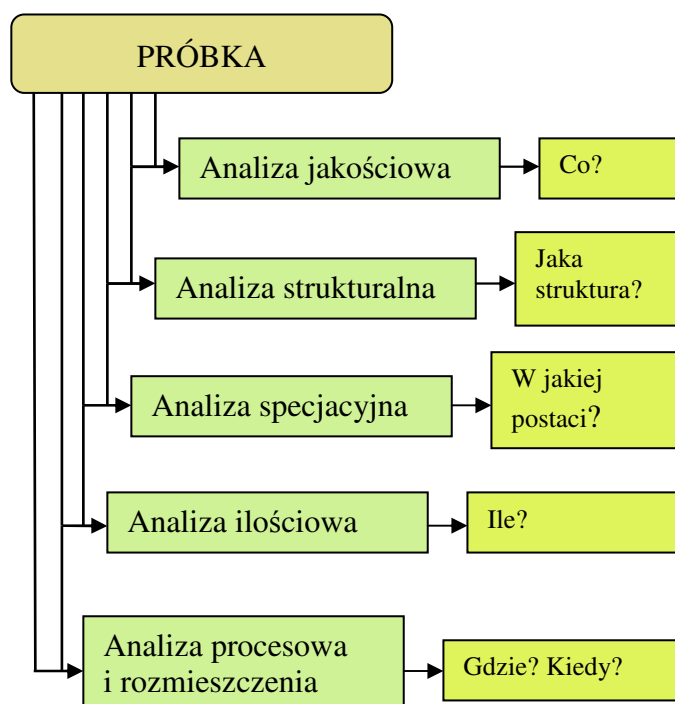 PRÓBKA
Analiza jakościowa
Co?
Analiza strukturalna
Jaka
struktura?
Analiza specjacyjna
W jakiej
postaci?
Analiza ilościowa
Ile?
Analiza procesowa
i rozmieszczenia
Gdzie? Kiedy?